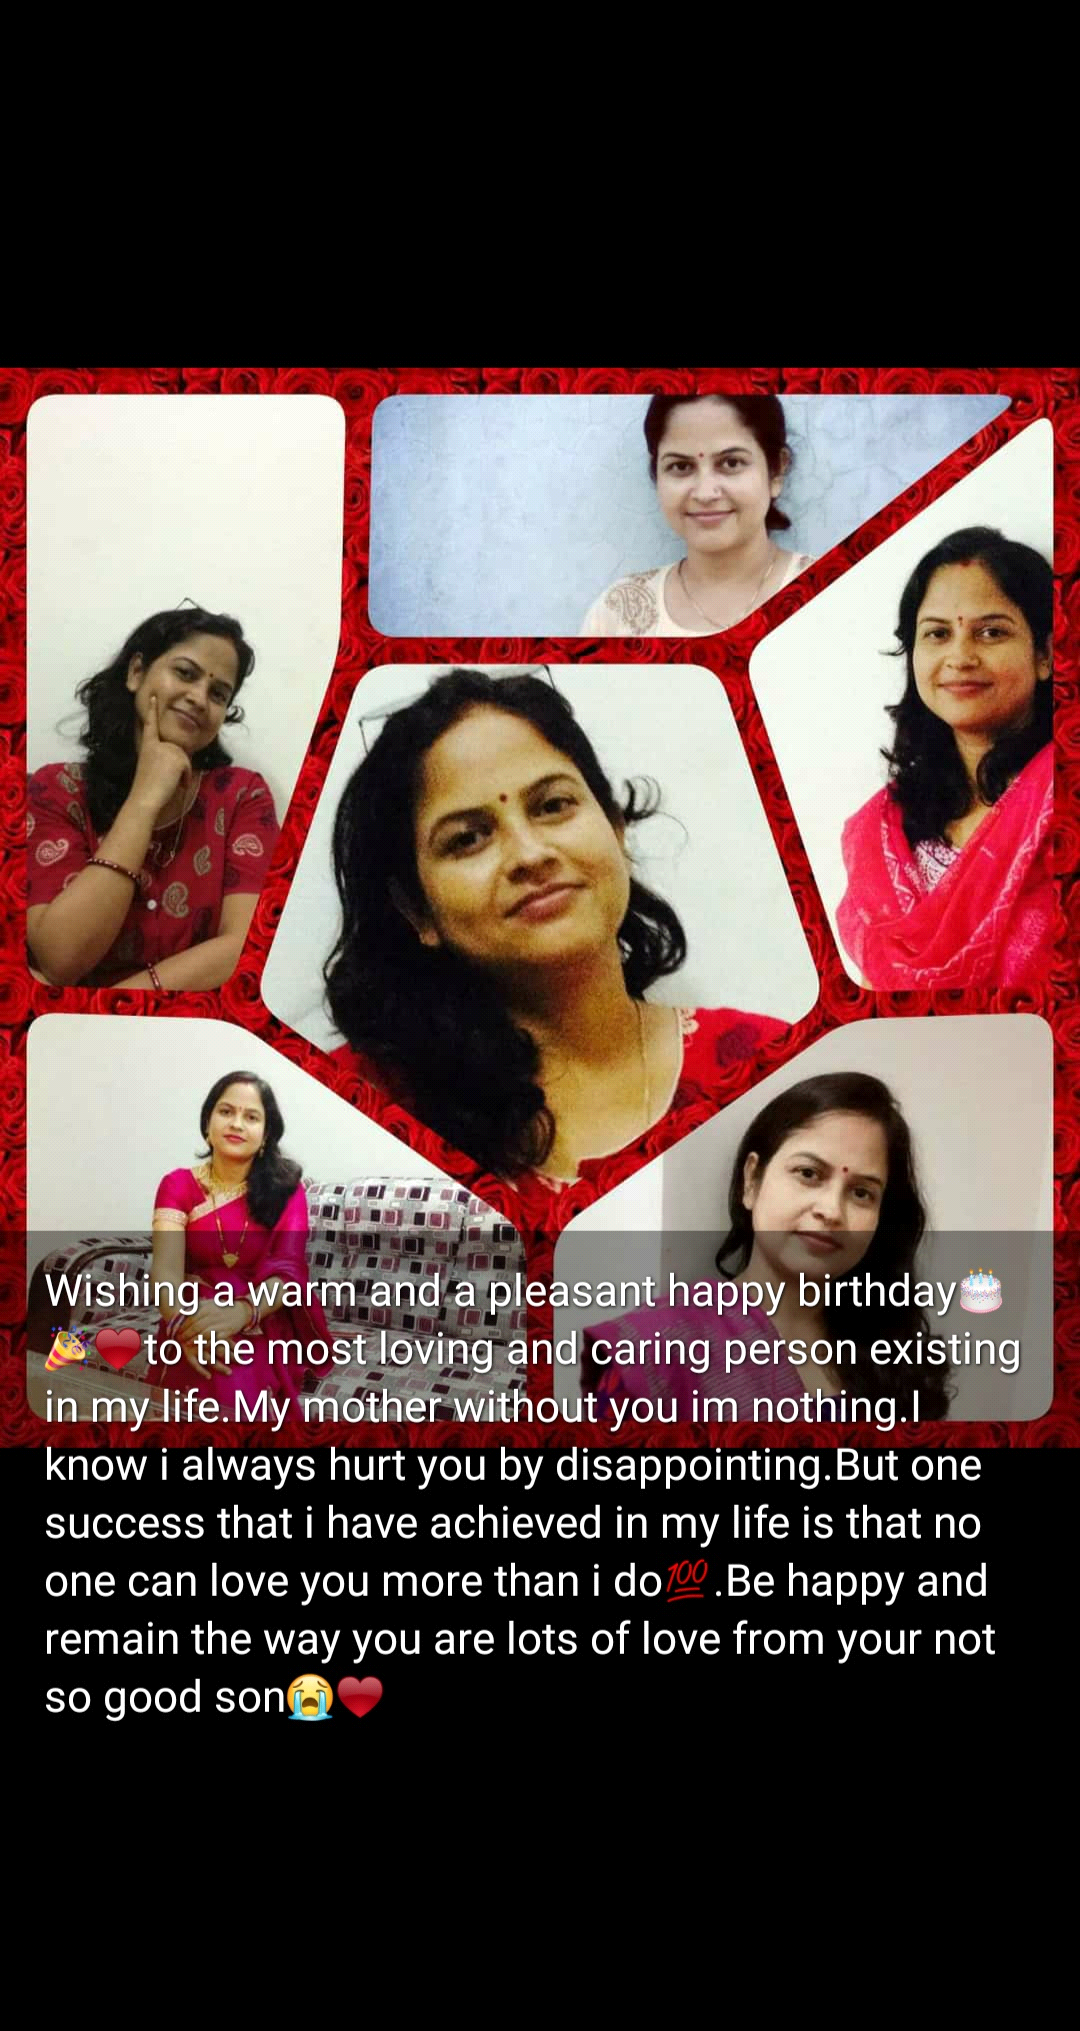 Wishing a warm and a pleasant happy birthday🎂
🎉❤️to the most loving and caring person existing
in my life.My mother without you im nothing.I
know i always hurt you by disappointing.But one
success that i have achieved in my life is that no
one can love you more than i do💯.Be happy and
remain the way you are lots of love from your not
so good son😭❤️